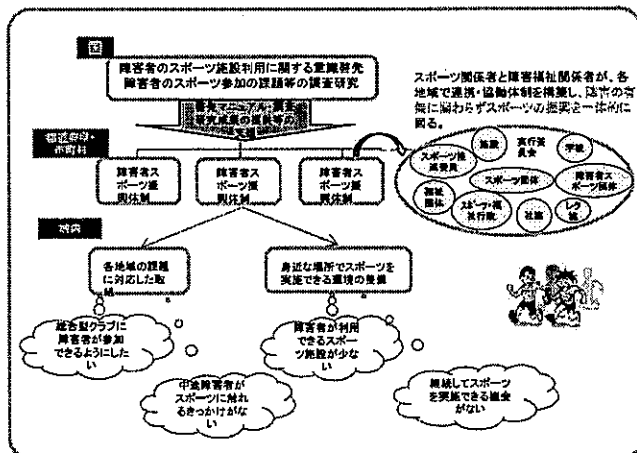 国
障害者のスポーツ施設利用に関する意識啓発
障害者のスポーツ参加の課題等の調査研究
スポーツ関係者と障害福祉関係者が、各
地域で連携・協働体制を構築し、障害の有
無に関わらずスポーツの振興を一体的に
図る。
都道府県・
市町村
障害者ス
ポーツ振
興体制
障害者ス
ポーツ振
興体制
障害者ス
ポーツ振
興体制
施設
実行委
員会
学校
スポーツ推
進委員
スポーツ団体
障害者ス
ポーツ団体
福祉
団体
スポーツ・福
祉行政
社協
圏内
各地域の課題
に対応した取
組
身近な場所でスポーツを
実施できる環境の整備
総合型クラブに
障害者が参加
できるようにした
い
障害者が利用
できるスポー
ツ施設が少ない
中途障害者が
スポーツに触れ
るきっかけがな
い
継続してスポーツ
を実施できる機会
がない